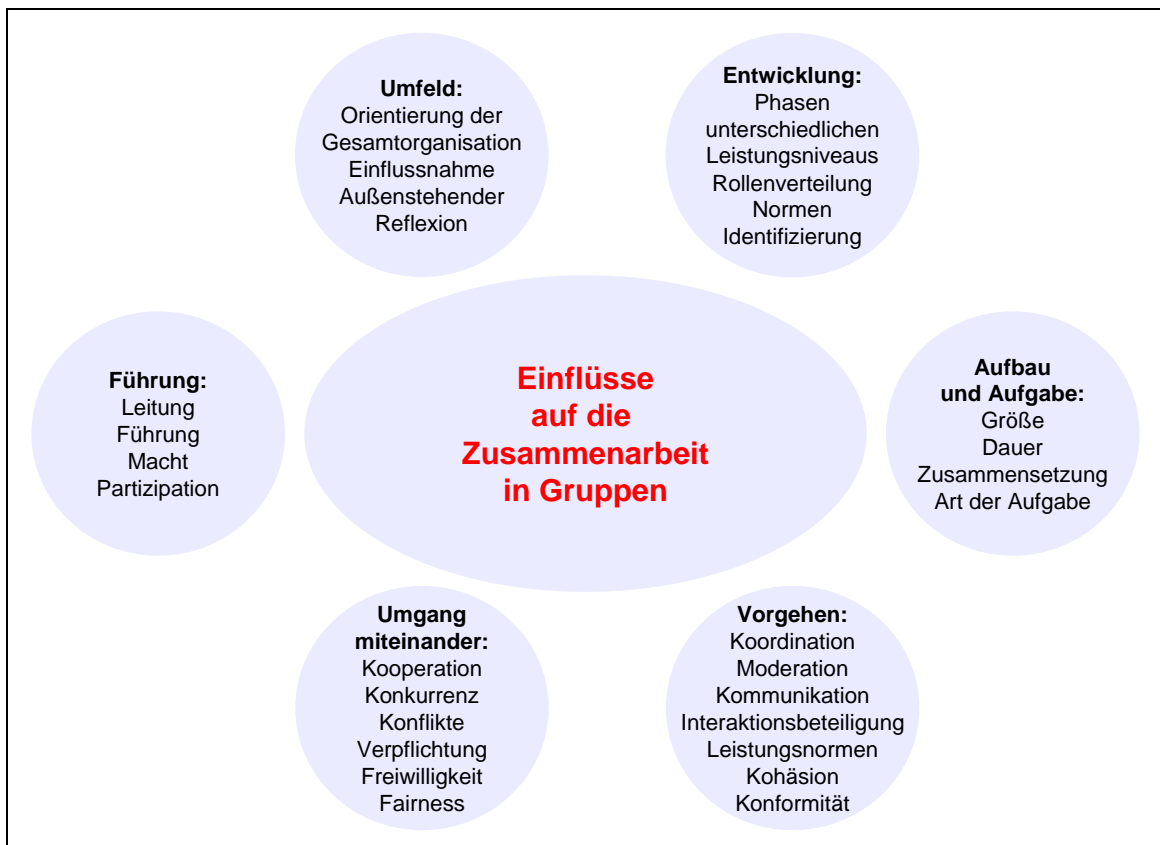 Umfeld:
Orientierung der
Gesamtorganisation
Einflussnahme
Außenstehender
Reflexion
Entwicklung:
Phasen
unterschiedlichen
Leistungsniveaus
Rollenverteilung
Normen
Identifizierung
Führung:
Leitung
Führung
Macht
Partizipation
Einflüsse
auf die
Zusammenarbeit
in Gruppen
Aufbau
und Aufgabe:
Größe
Dauer
Zusammensetzung
Art der Aufgabe
Umgang
miteinander:
Kooperation
Konkurrenz
Konflikte
Verpflichtung
Freiwilligkeit
Fairness
Vorgehen:
Koordination
Moderation
Kommunikation
Interaktionsbeteiligung
Leistungsnormen
Kohäsion
Konformität